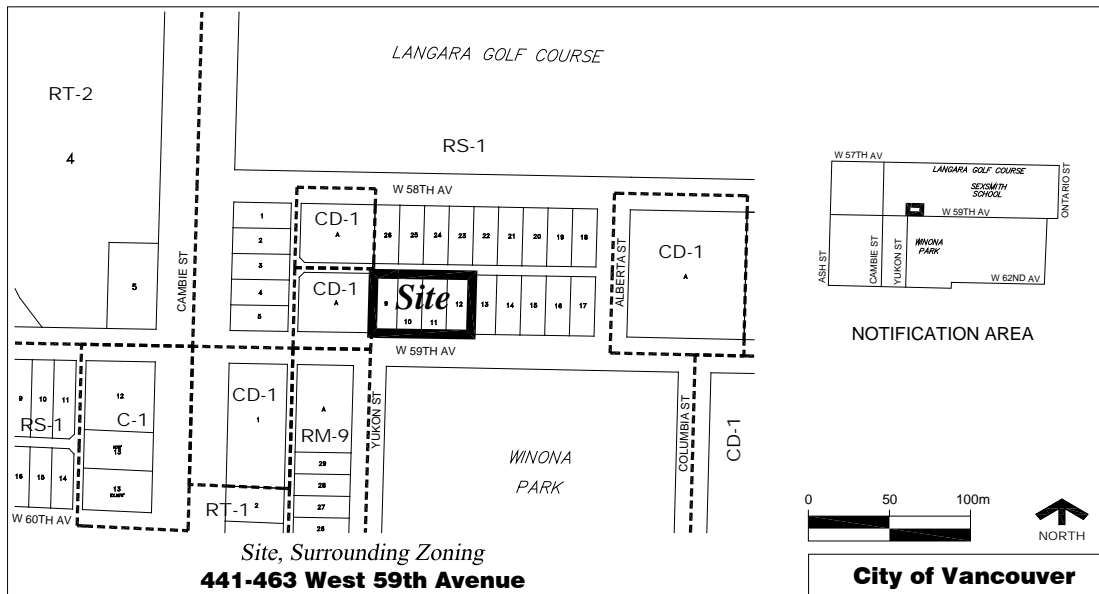 LANGARA GOLF COURSE
RT-2
4
RS-1
W 58TH AV
CD-1
A
1
2
3
4
5
26 25 24 23 22 21 20 19 18
CD-1
A
5
CAMBIE ST
CD-1
A
Site
9 10 11 12 13 14 15 16 17
ALBERTA ST
W 59TH AV
9 10 11
RS-1
16 15 14
W 60TH AV
12
C-1
13
13
CD-1
1
RT-1
2
A
RM-9
29
28
27
26
YUKON ST
WINONA
PARK
COLUMBIA ST
CD-1
Site, Surrounding Zoning
441-463 West 59th Avenue
W 57TH AV
LANGARA GOLF COURSE
SEXSMITH
SCHOOL
ONTARIO ST
W 59TH AV
WINONA
PARK
ASH ST
CAMBIE ST
YUKON ST
W 62ND AV
NOTIFICATION AREA
0 50 100m
NORTH
City of Vancouver